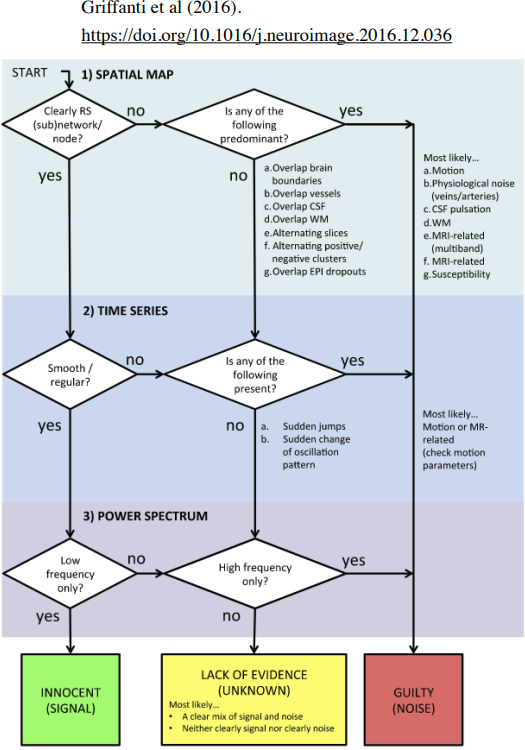 Griffanti et al (2016).
https://doi.org/10.1016/j.neuroimage.2016.12.036
START
1) SPATIAL MAP
Clearly RS
(sub)network/
node?
no
Is any of the
following
predominant?
yes
yes
no
a.Overlap brain
boundaries
b.Overlap vessels
c. Overlap CSF
d.Overlap WM
e.Alternating slices
f. Alternating positive/
negative clusters
g.Overlap EPI dropouts
Most likely...
a.Motion
b.Physiological noise
(veins/arteries)
c. CSF pulsation
d.WM
e.MRI-related
(multiband)
f. MRI-related
g.Susceptibility
2) TIME SERIES
Smooth /
regular?
no
Is any of the
following
present?
yes
yes
no
a. Sudden jumps
b. Sudden change
of oscillation
pattern
Most likely...
Motion or MR-
related
(check motion
parameters)
3) POWER SPECTRUM
Low
frequency
only?
no
High frequency
only?
yes
yes
no
INNOCENT
(SIGNAL)
LACK OF EVIDENCE
(UNKNOWN)
Most likely...
• A clear mix of signal and noise
• Neither clearly signal nor clearly noise
GUILTY
(NOISE)